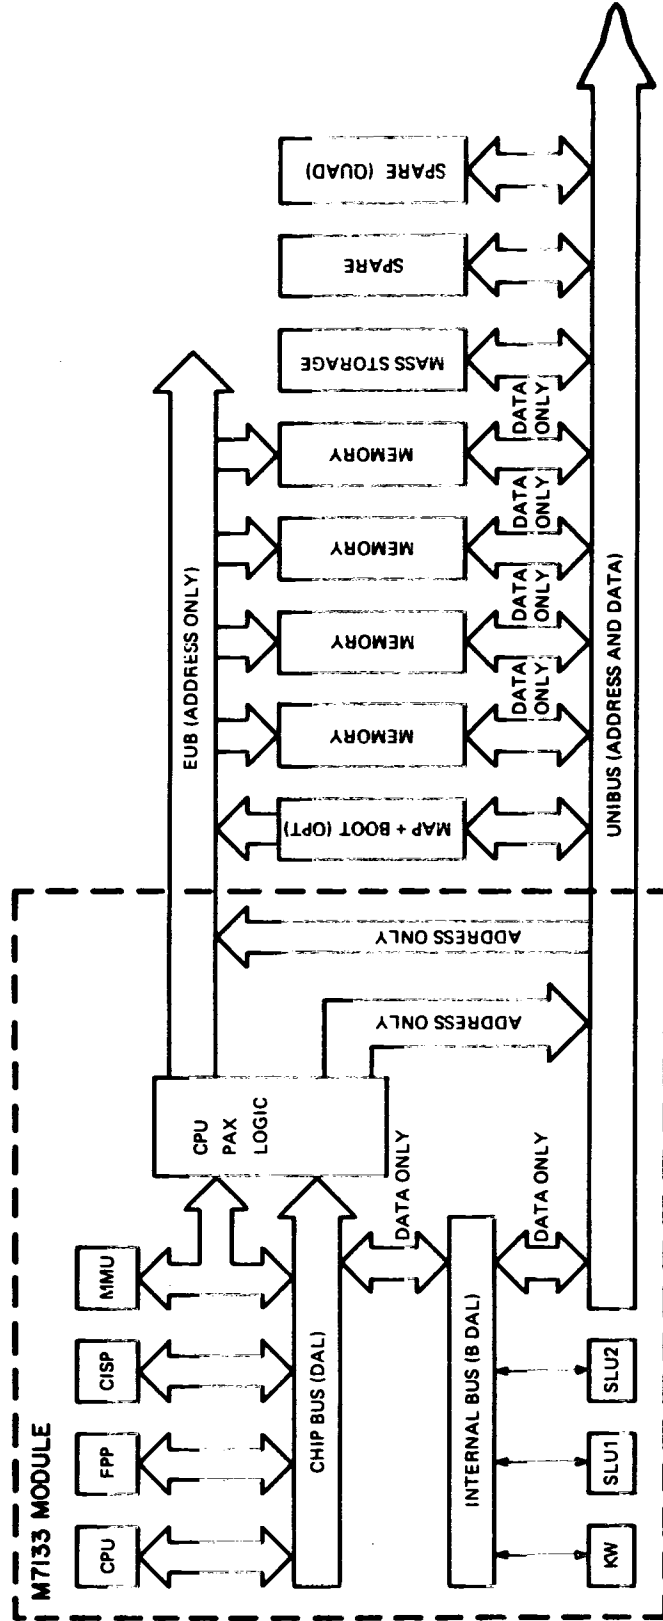 M7133 MODULE
CPU
FPP
CISP
MMU
CHIP BUS (DAL)
CPU
PAX
LOGIC
DATA ONLY
INTERNAL BUS (B DAL)
DATA ONLY
KW
SLU1
SLU2
ADDRESS ONLY
ADDRESS ONLY
EUB (ADDRESS ONLY)
MAP + BOOT (OPT)
MEMORY
MEMORY
MEMORY
MEMORY
MASS STORAGE
SPARE
SPARE (QUAD)
DATA
ONLY
DATA
ONLY
DATA
ONLY
DATA
ONLY
UNIBUS (ADDRESS AND DATA)